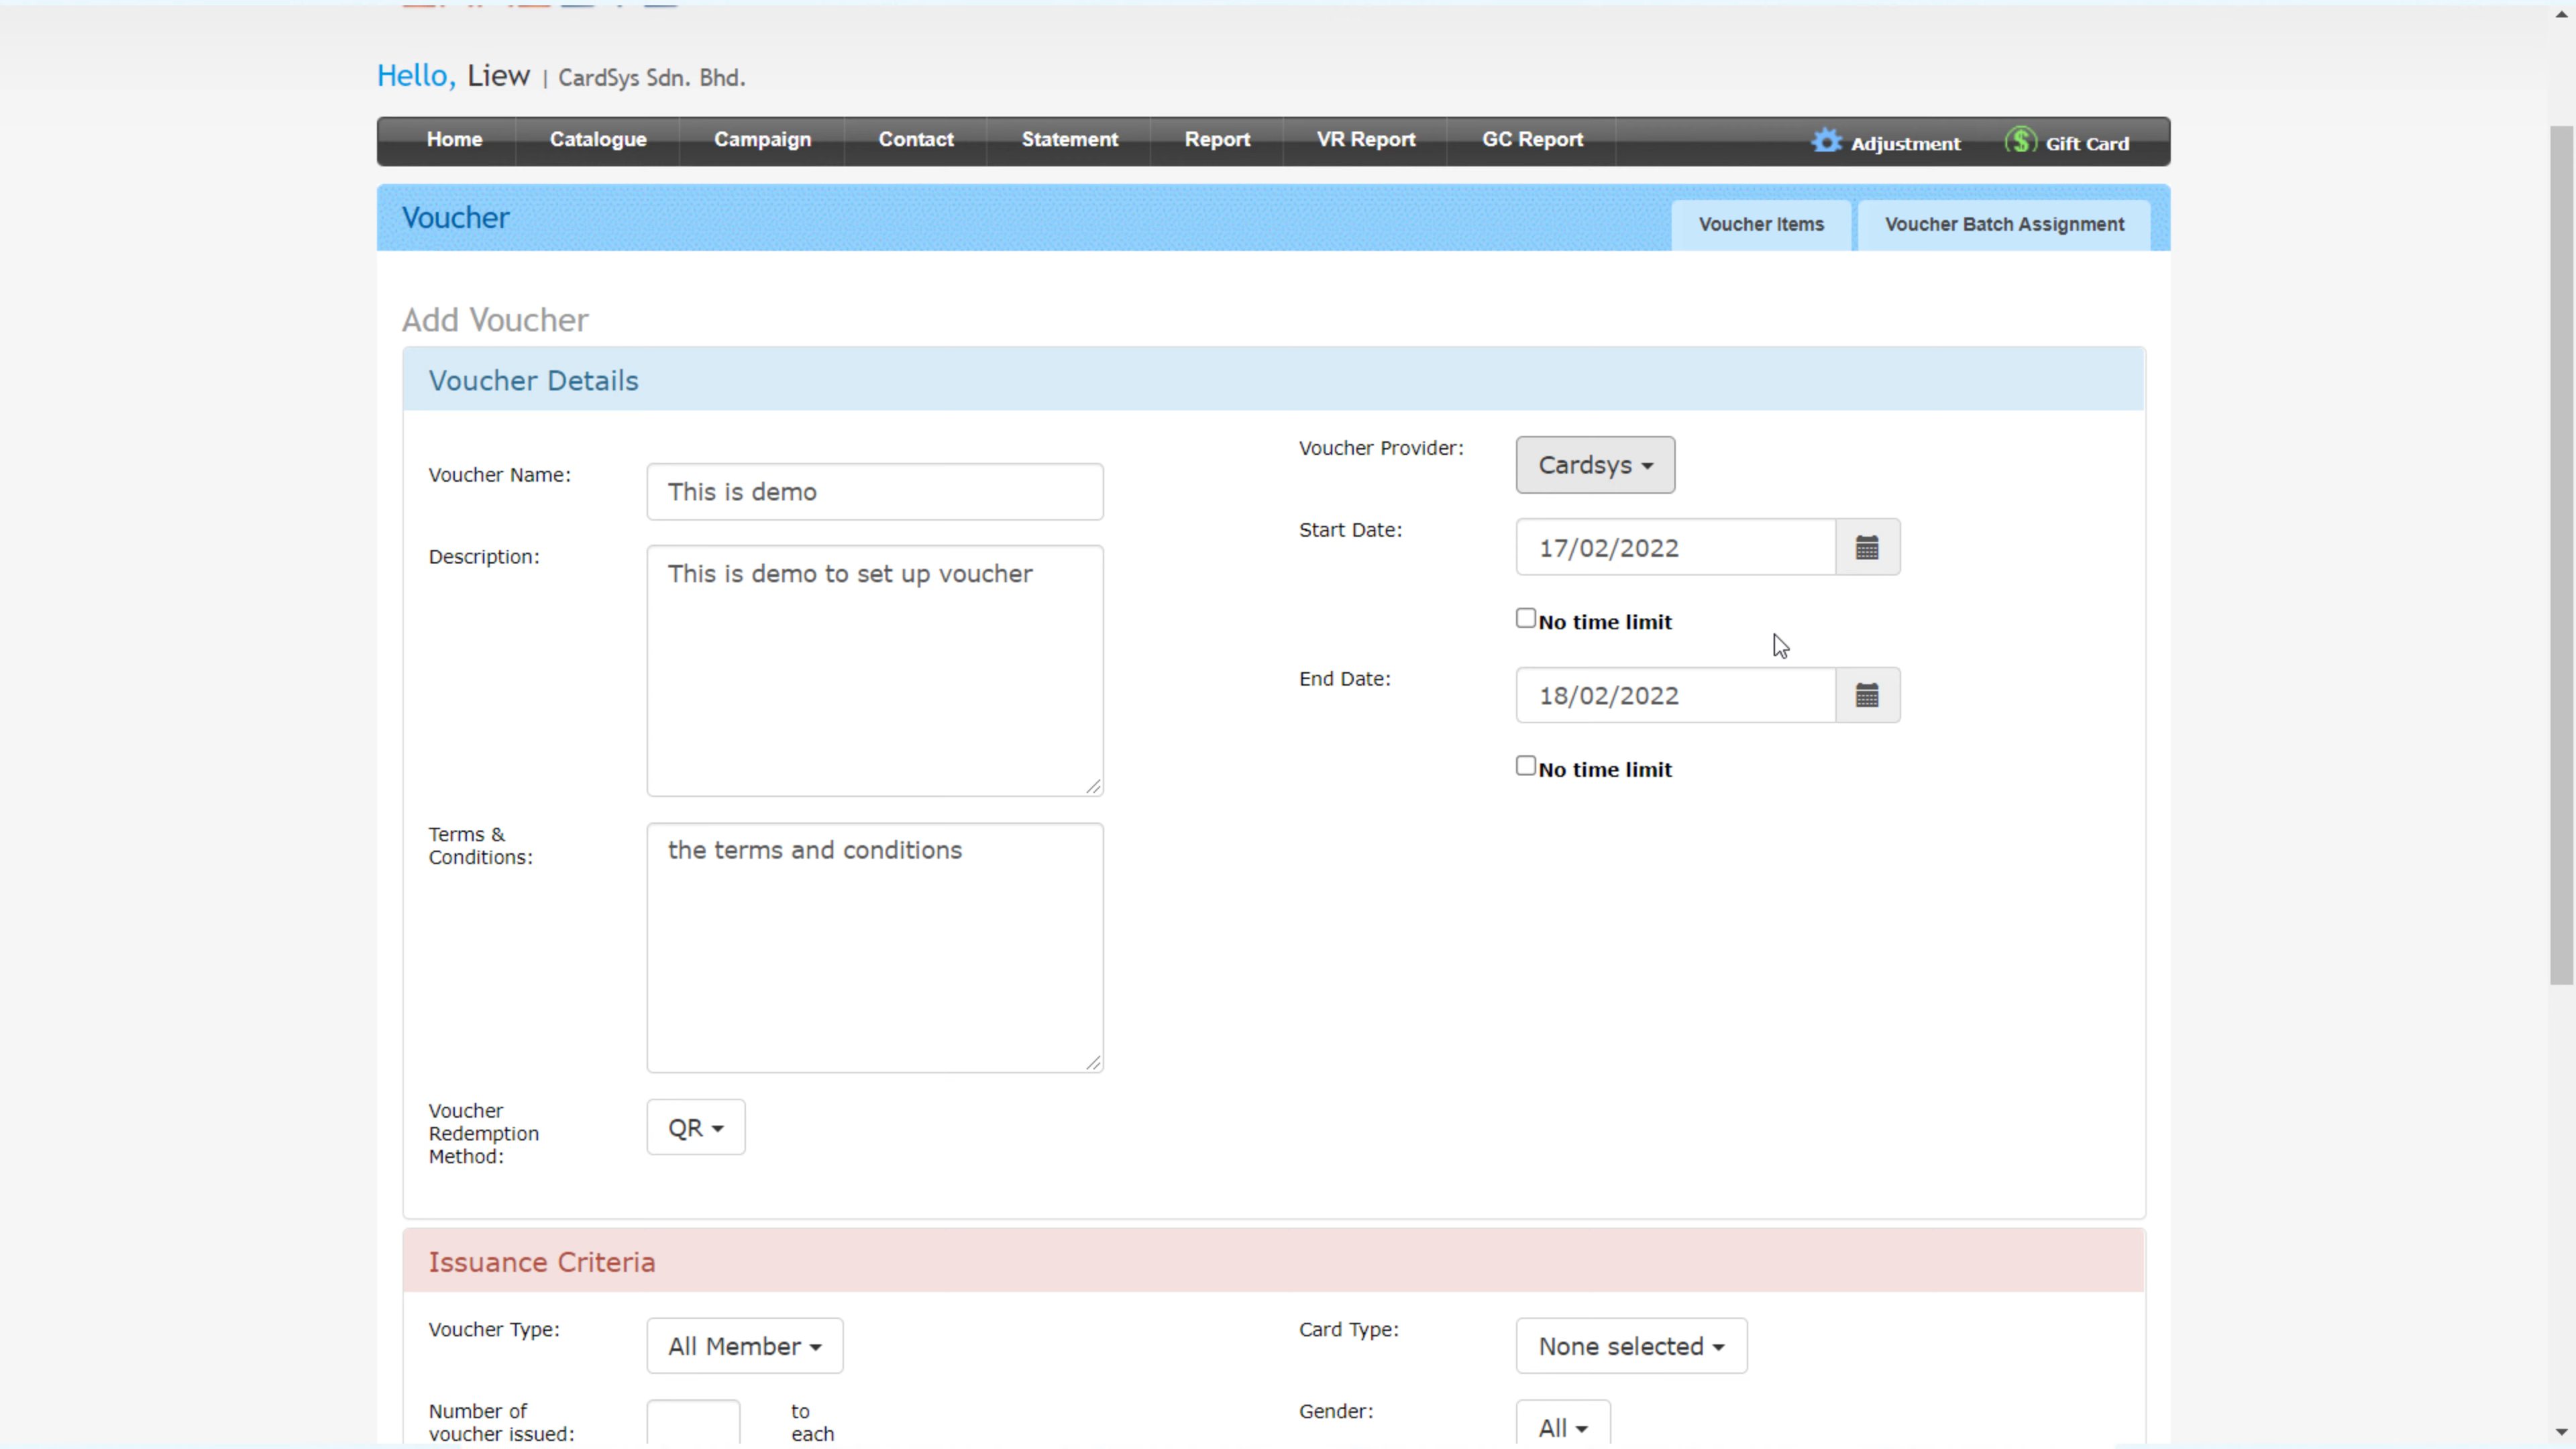 Hello, Liew | CardSys Sdn. Bhd.
Home Catalogue Campaign Contact Statement Report VR Report GC Report Adjustment Gift Card
Voucher Voucher Items Voucher Batch Assignment
Add Voucher
Voucher Details
Voucher Name: This is demo
Description: This is demo to set up voucher
Terms &
Conditions:
the terms and conditions
Voucher
Redemption
Method:
QR
Voucher Provider: Cardsys
Start Date: 17/02/2022
No time limit
End Date: 18/02/2022
No time limit
Issuance Criteria
Voucher Type: All Member
Number of
voucher issued:
to
each
Card Type: None selected
Gender: All